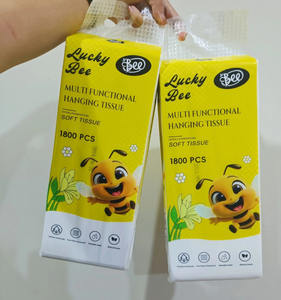 Lucky
Bee
Bee
MULTI FUNCTIONAL
HANGING TISSUE
SOFT TISSUE
1800 PCS
Lucky
Bee
Bee
MULTI FUNCTIONAL
HANGING TISSUE
SOFT TISSUE
1800 PCS